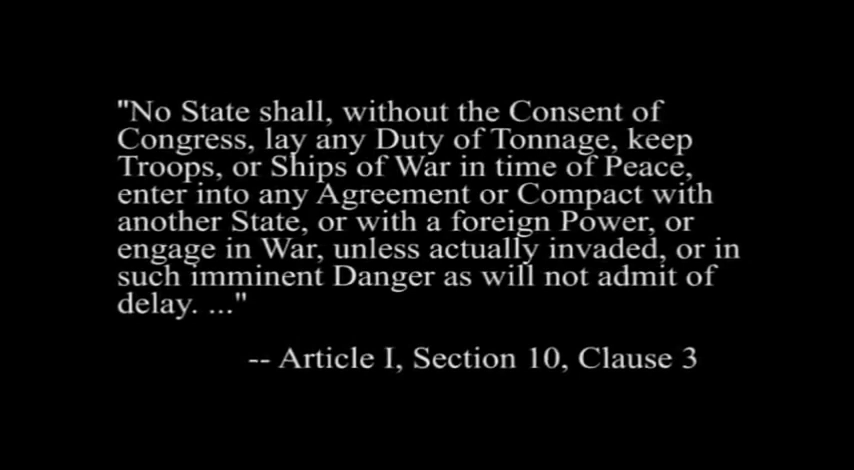 "No State shall, without the Consent of
Congress, lay any Duty of Tonnage, keep
Troops, or Ships of War in time of Peace,
enter into any Agreement or Compact with
another State, or with a foreign Power, or
engage in War, unless actually invaded, or in
such imminent Danger as will not admit of
delay. ..."
-- Article I, Section 10, Clause 3